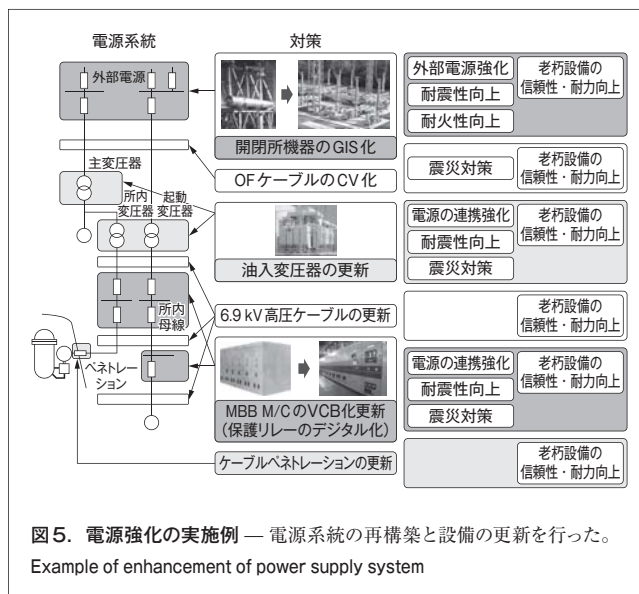 電源系統
対策
外部電源
主変圧器
所内
変圧器
起動
変圧器
所内
母線
ペネトレー
ション
開閉所機器のGIS化
OFケーブルのCV化
油入変圧器の更新
6.9 kV高圧ケーブルの更新
MBB M/CのVCB化更新
(保護リレーのデジタル化)
ケーブルペネトレーションの更新
外部電源強化
耐震性向上
耐火性向上
老朽設備の
信頼性・耐力向上
震災対策
老朽設備の
信頼性・耐力向上
電源の連携強化
耐震性向上
震災対策
老朽設備の
信頼性・耐力向上
老朽設備の
信頼性・耐力向上
電源の連携強化
耐震性向上
震災対策
老朽設備の
信頼性・耐力向上
老朽設備の
信頼性・耐力向上
図5. 電源強化の実施例 — 電源系統の再構築と設備の更新を行った。
Example of enhancement of power supply system